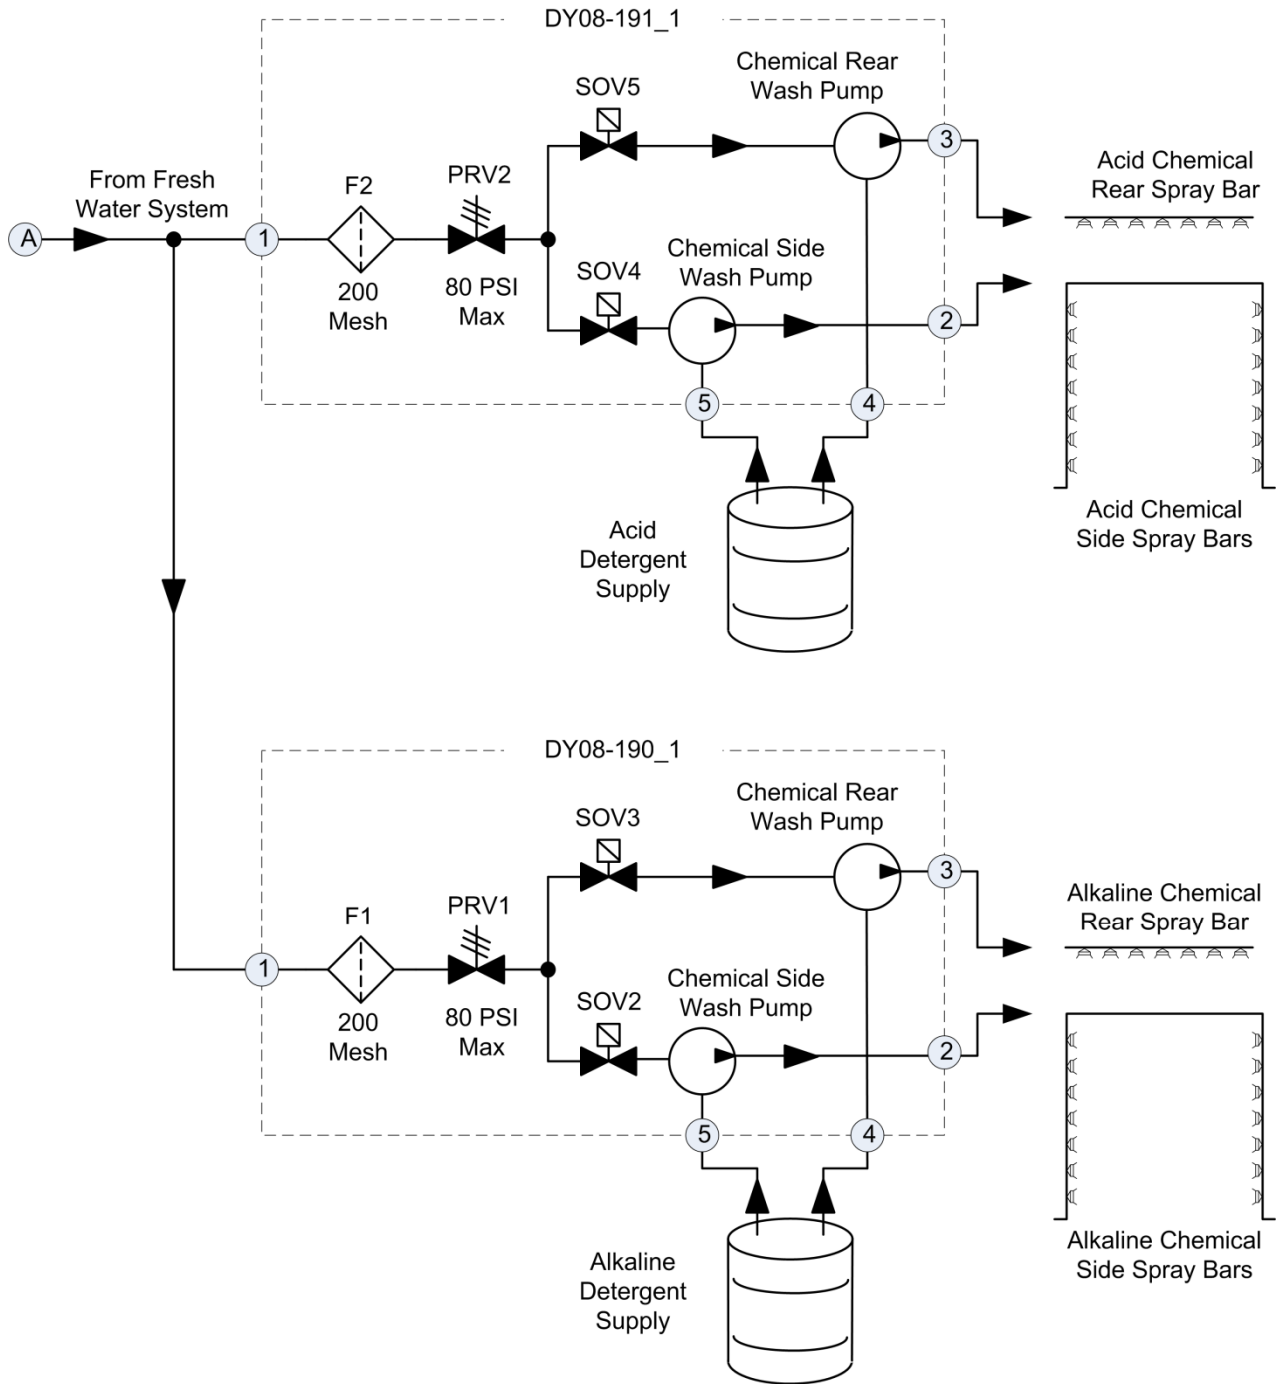 DY08-191_1
Chemical Rear
Wash Pump
SOV5
3
Acid Chemical
Rear Spray Bar
From Fresh
Water System
F2
PRV2
A
1
Chemical Side
Wash Pump
SOV4
200
Mesh
80 PSI
Max
2
5
4
Acid Chemical
Side Spray Bars
Acid
Detergent
Supply
DY08-190_1
Chemical Rear
Wash Pump
SOV3
3
Alkaline Chemical
Rear Spray Bar
F1
PRV1
1
Chemical Side
Wash Pump
SOV2
200
Mesh
80 PSI
Max
2
5
4
Alkaline Chemical
Side Spray Bars
Alkaline
Detergent
Supply